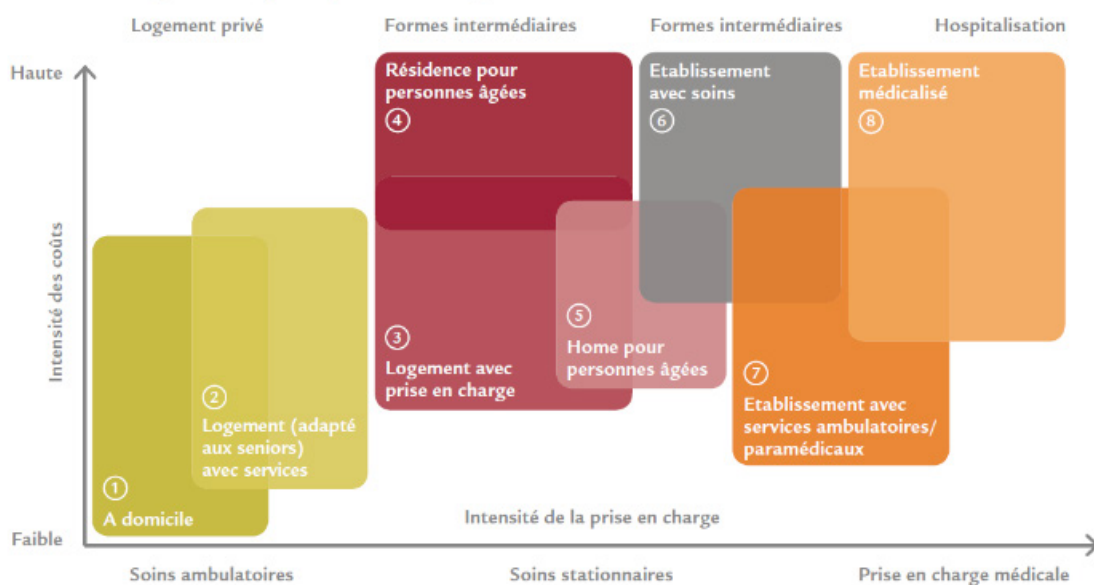 Logement privé
Formes intermédiaires
Formes intermédiaires
Hospitalisation
Haute
Intensité des coûts
Faible
Résidence pour
personnes âgées
4
Etablissement
avec soins
6
Etablissement
médicalisé
8
3
Logement avec
prise en charge
5
Home pour
personnes âgées
7
Etablissement avec
services ambulatoires/
paramédicaux
2
Logement (adapté
aux seniors)
avec services
1
A domicile
Intensité de la prise en charge
Soins ambulatoires
Soins stationnaires
Prise en charge médicale